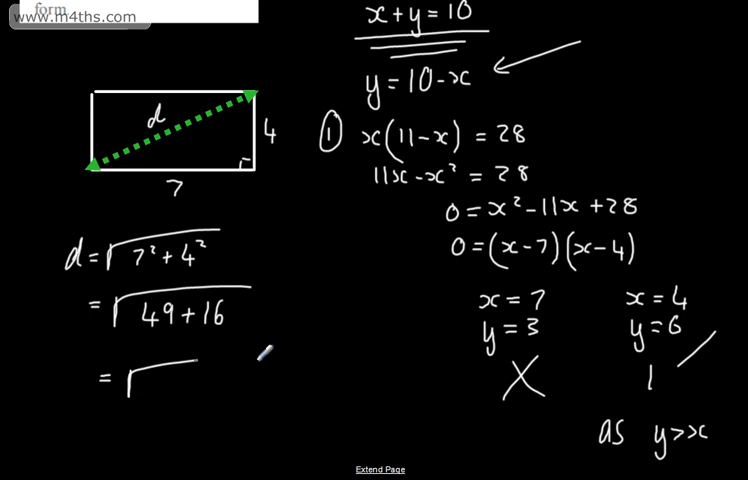 form
www.m4ths.com
x+y=10
y=10-x
d
4
7
① x(11-x) = 28
11x-x² = 28
0=x²-11x+28
0=(x-7)(x-4)
x=7
y=3
x=4
y=6
as y>x
d=√7²+4²
=√49+16
=√
Extend Page